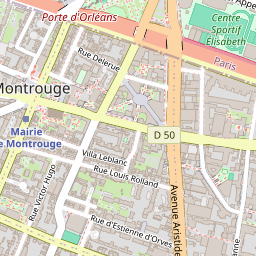 Porte d'Orléans
Centre
Sportif
Elisabeth
Rue Delerue
Paris
Montrouge
D 50
Mairie
e Montrouge
Villa Leblanc
Rue Louis Rolland
Rue Victor Hugo
Avenue Aristide
Rue d'Estienne d'Orves